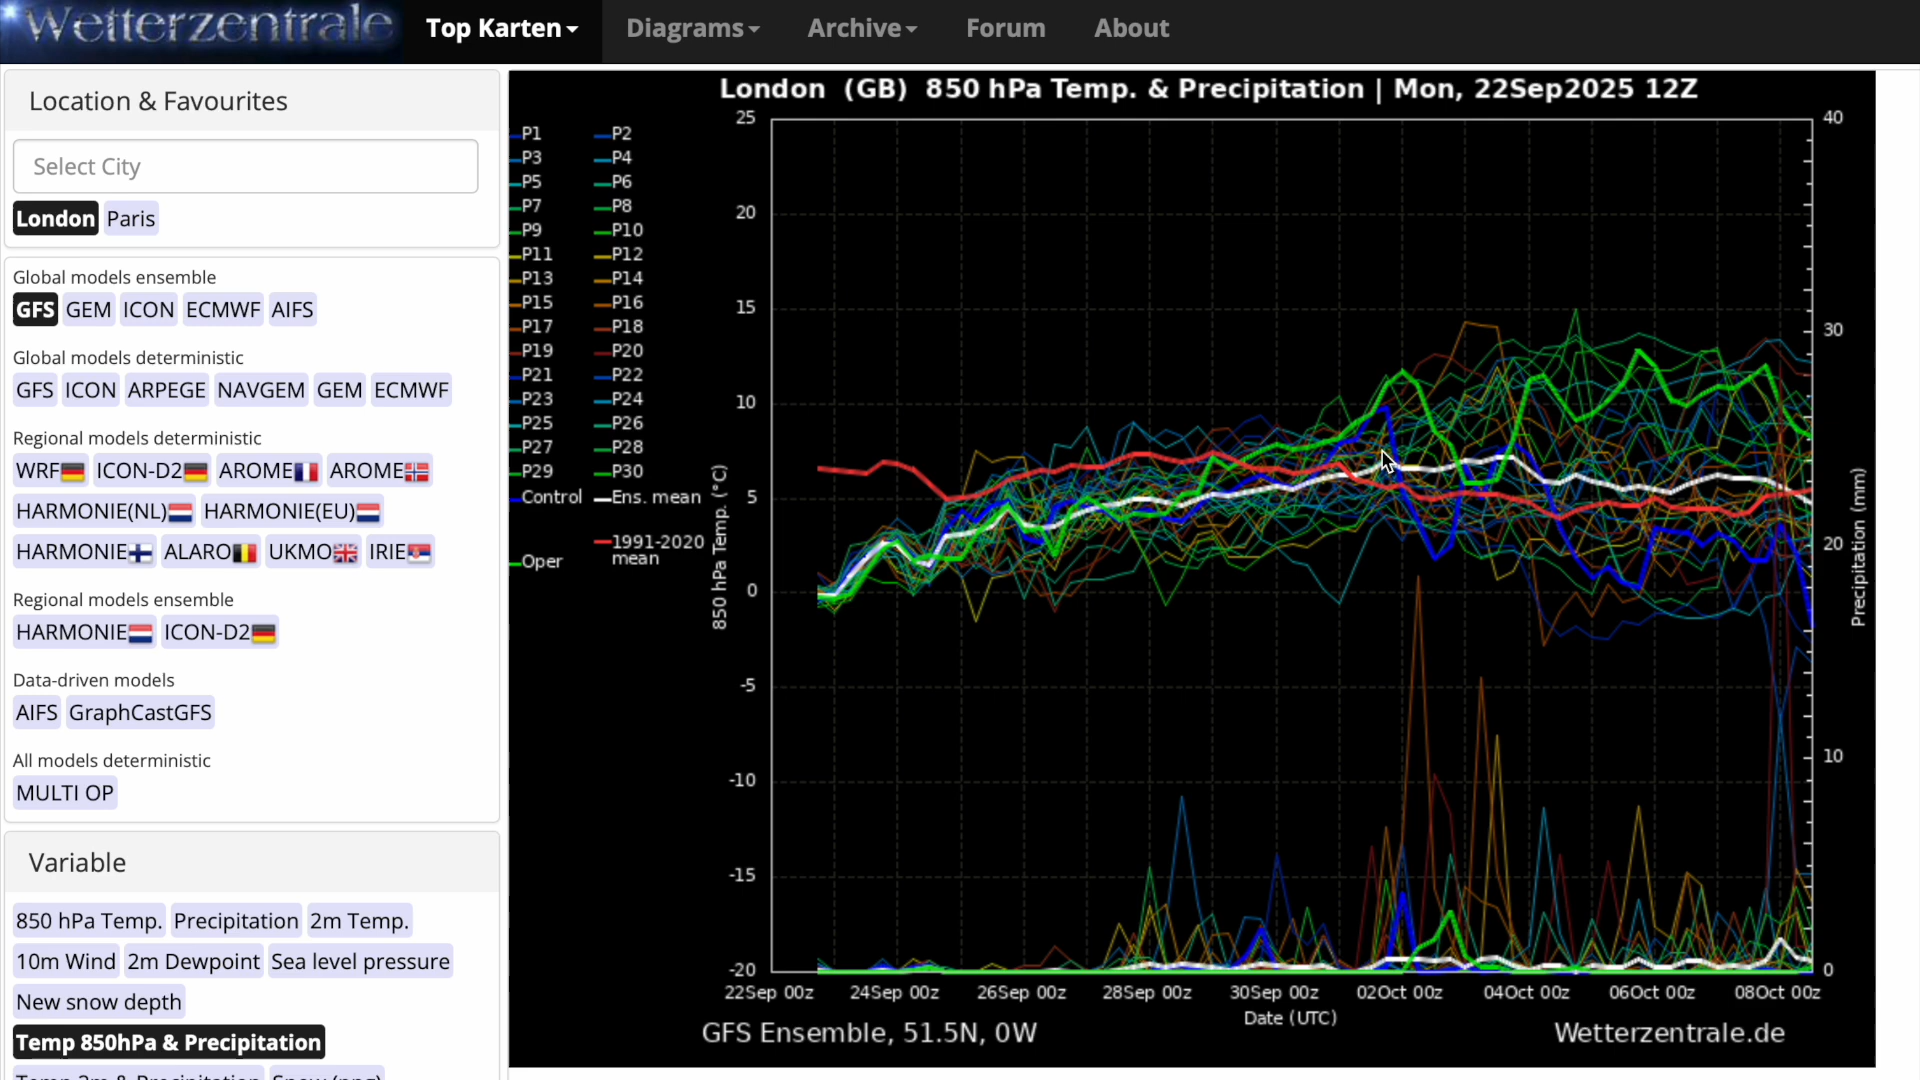 Wetterzentrale
Top Karten
Diagrams
Archive
Forum
About
Location & Favourites
Select City
London Paris
Global models ensemble
GFS GEM ICON ECMWF AIFS
Global models deterministic
GFS ICON ARPEGE NAVGEM GEM ECMWF
Regional models deterministic
WRF ICON-D2 AROME AROME
HARMONIE(NL) HARMONIE(EU)
HARMONIE ALARO UKMO IRIE
Regional models ensemble
HARMONIE ICON-D2
Data-driven models
AIFS GraphCastGFS
All models deterministic
MULTI OP
Variable
850 hPa Temp. Precipitation 2m Temp.
10m Wind 2m Dewpoint Sea level pressure
New snow depth
Temp 850hPa & Precipitation
Temp 2m & Precipitation Snow (png)
London (GB) 850 hPa Temp. & Precipitation | Mon, 22Sep2025 12Z
P1 P2
P3 P4
P5 P6
P7 P8
P9 P10
P11 P12
P13 P14
P15 P16
P17 P18
P19 P20
P21 P22
P23 P24
P25 P26
P27 P28
P29 P30
Control Ens. mean
Oper 1991-2020
mean
850 hPa Temp. (°C)
25
20
15
10
5
0
-5
-10
-15
-20
40
30
20
10
0
Precipitation (mm)
22Sep 00z 24Sep 00z 26Sep 00z 28Sep 00z 30Sep 00z 02Oct 00z 04Oct 00z 06Oct 00z 08Oct 00z
Date (UTC)
GFS Ensemble, 51.5N, 0W
Wetterzentrale.de